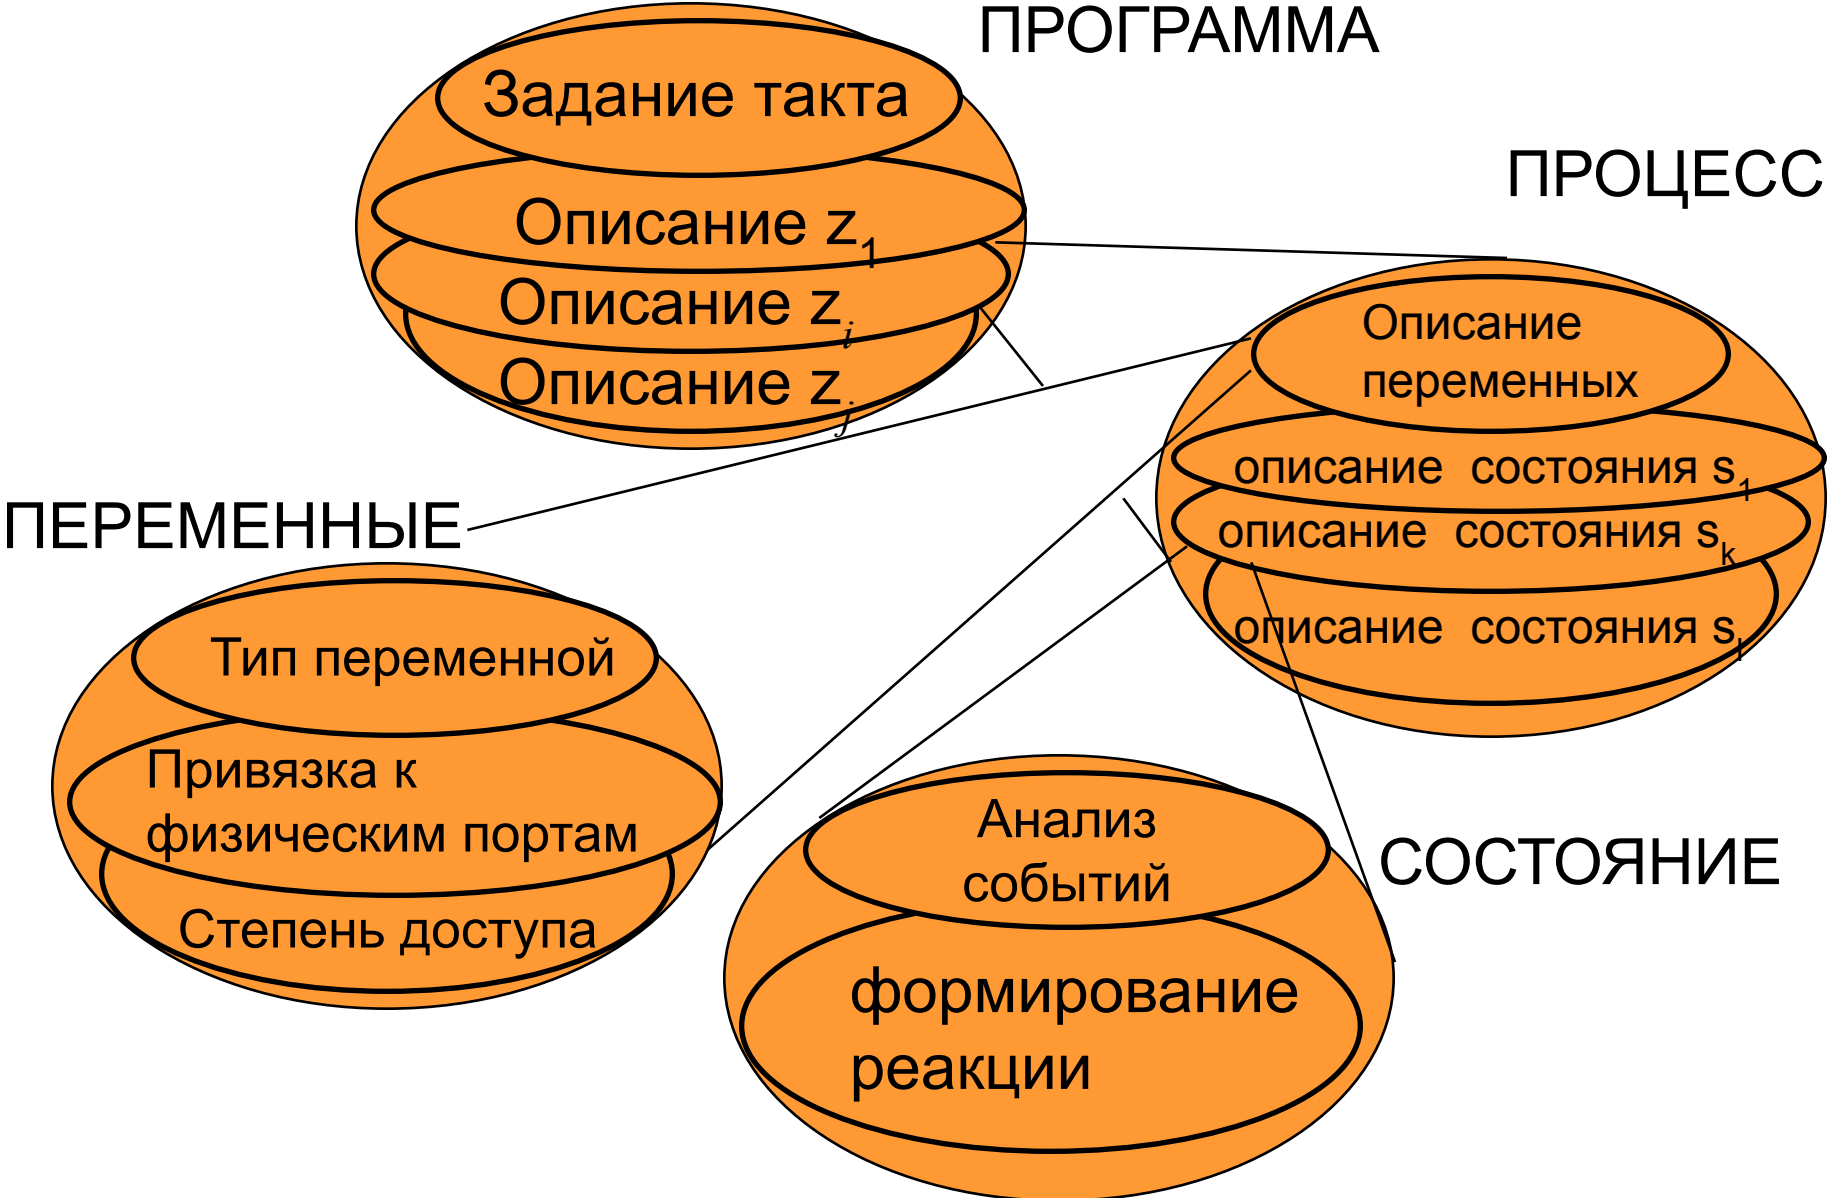 ПРОГРАММА
Задание такта
Описание z1
Описание zi
Описание zj
ПРОЦЕСС
Описание
переменных
описание состояния s1
описание состояния sk
описание состояния sl
ПЕРЕМЕННЫЕ
Тип переменной
Привязка к
физическим портам
Степень доступа
СОСТОЯНИЕ
Анализ
событий
формирование
реакции